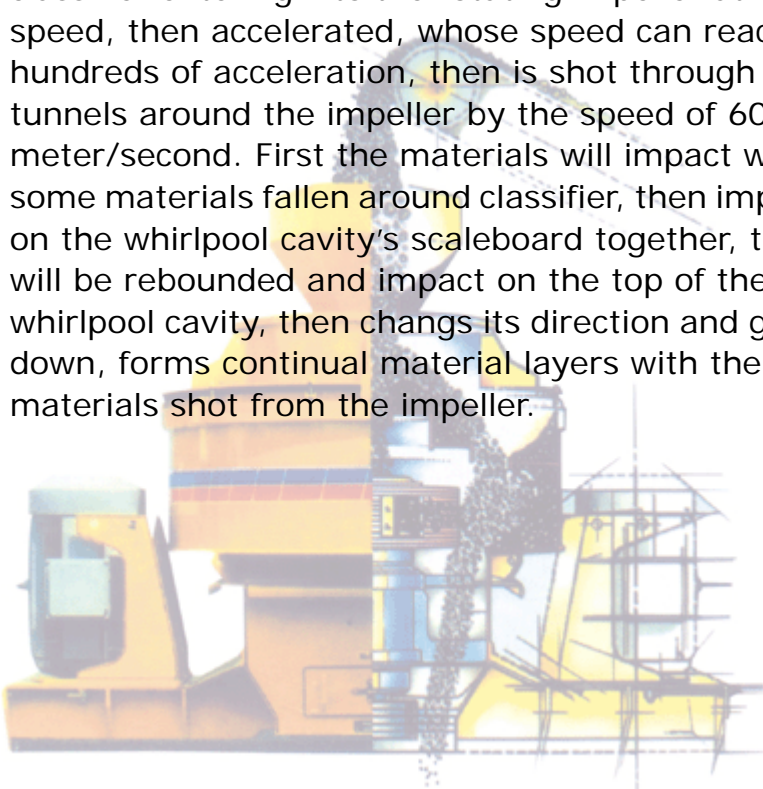 speed, then accelerated, whose speed can
hundreds of acceleration, then is shot through
tunnels around the impeller by the speed of
meter/second. First the materials will impact
some materials fallen around classifier, then
on the whirlpool cavity's scaleboard together,
will be rebounded and impact on the top of the
whirlpool cavity, then changs its direction and
down, forms continual material layers with the
materials shot from the impeller.